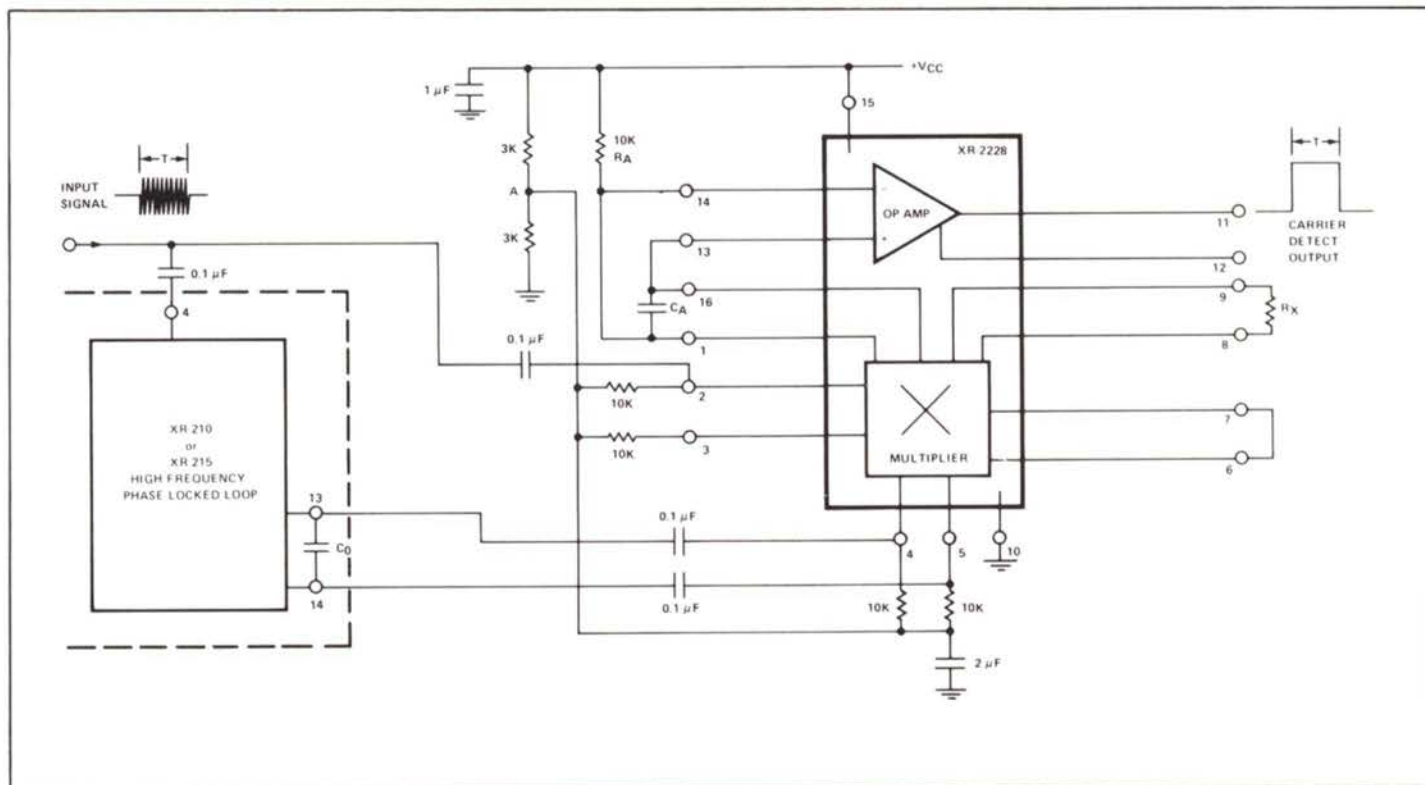 +VCC
1 µF
15
3K
10K
RA
XR-2228
T
INPUT
SIGNAL
A
14
−
OP AMP
+
11
T
CARRIER
DETECT
OUTPUT
3K
13
12
0.1 µF
16
9
CA
RX
4
0.1 µF
1
8
10K
2
7
XR 210
or
XR 215
HIGH FREQUENCY
PHASE LOCKED LOOP
10K
3
MULTIPLIER
6
13
0.1 µF
4
5
10
C0
14
0.1 µF
10K
10K
2 µF